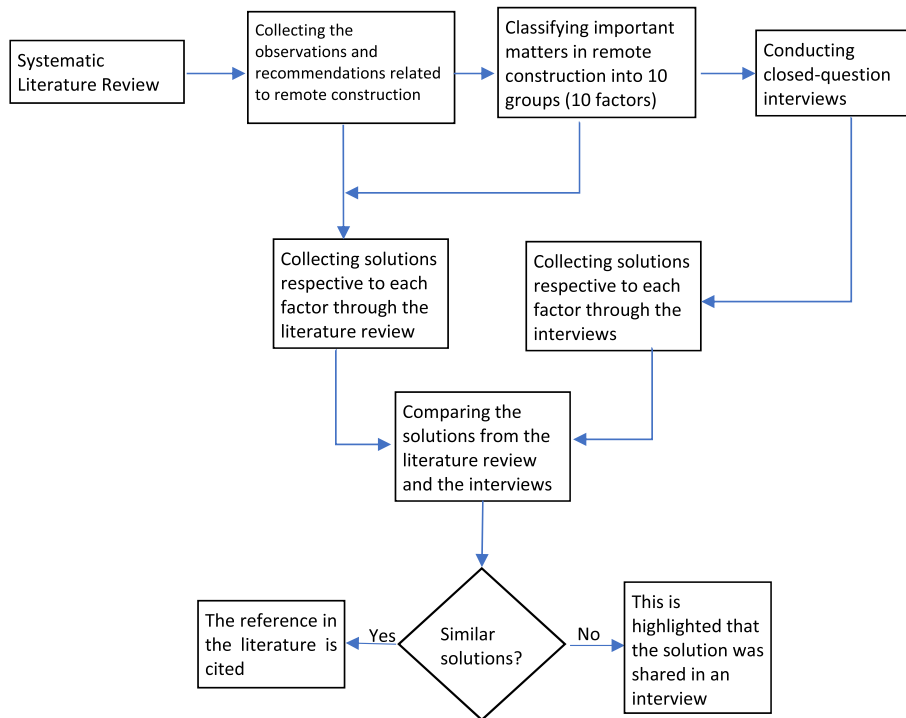 Systematic
Literature Review
Collecting the
observations and
recommendations related
to remote construction
Classifying important
matters in remote
construction into 10
groups (10 factors)
Conducting
closed-question
interviews
Collecting solutions
respective to each
factor through the
literature review
Collecting solutions
respective to each
factor through the
interviews
Comparing the
solutions from the
literature review
and the interviews
The reference in
the literature is
cited
Yes
Similar
solutions?
No
This is
highlighted that
the solution was
shared in an
interview